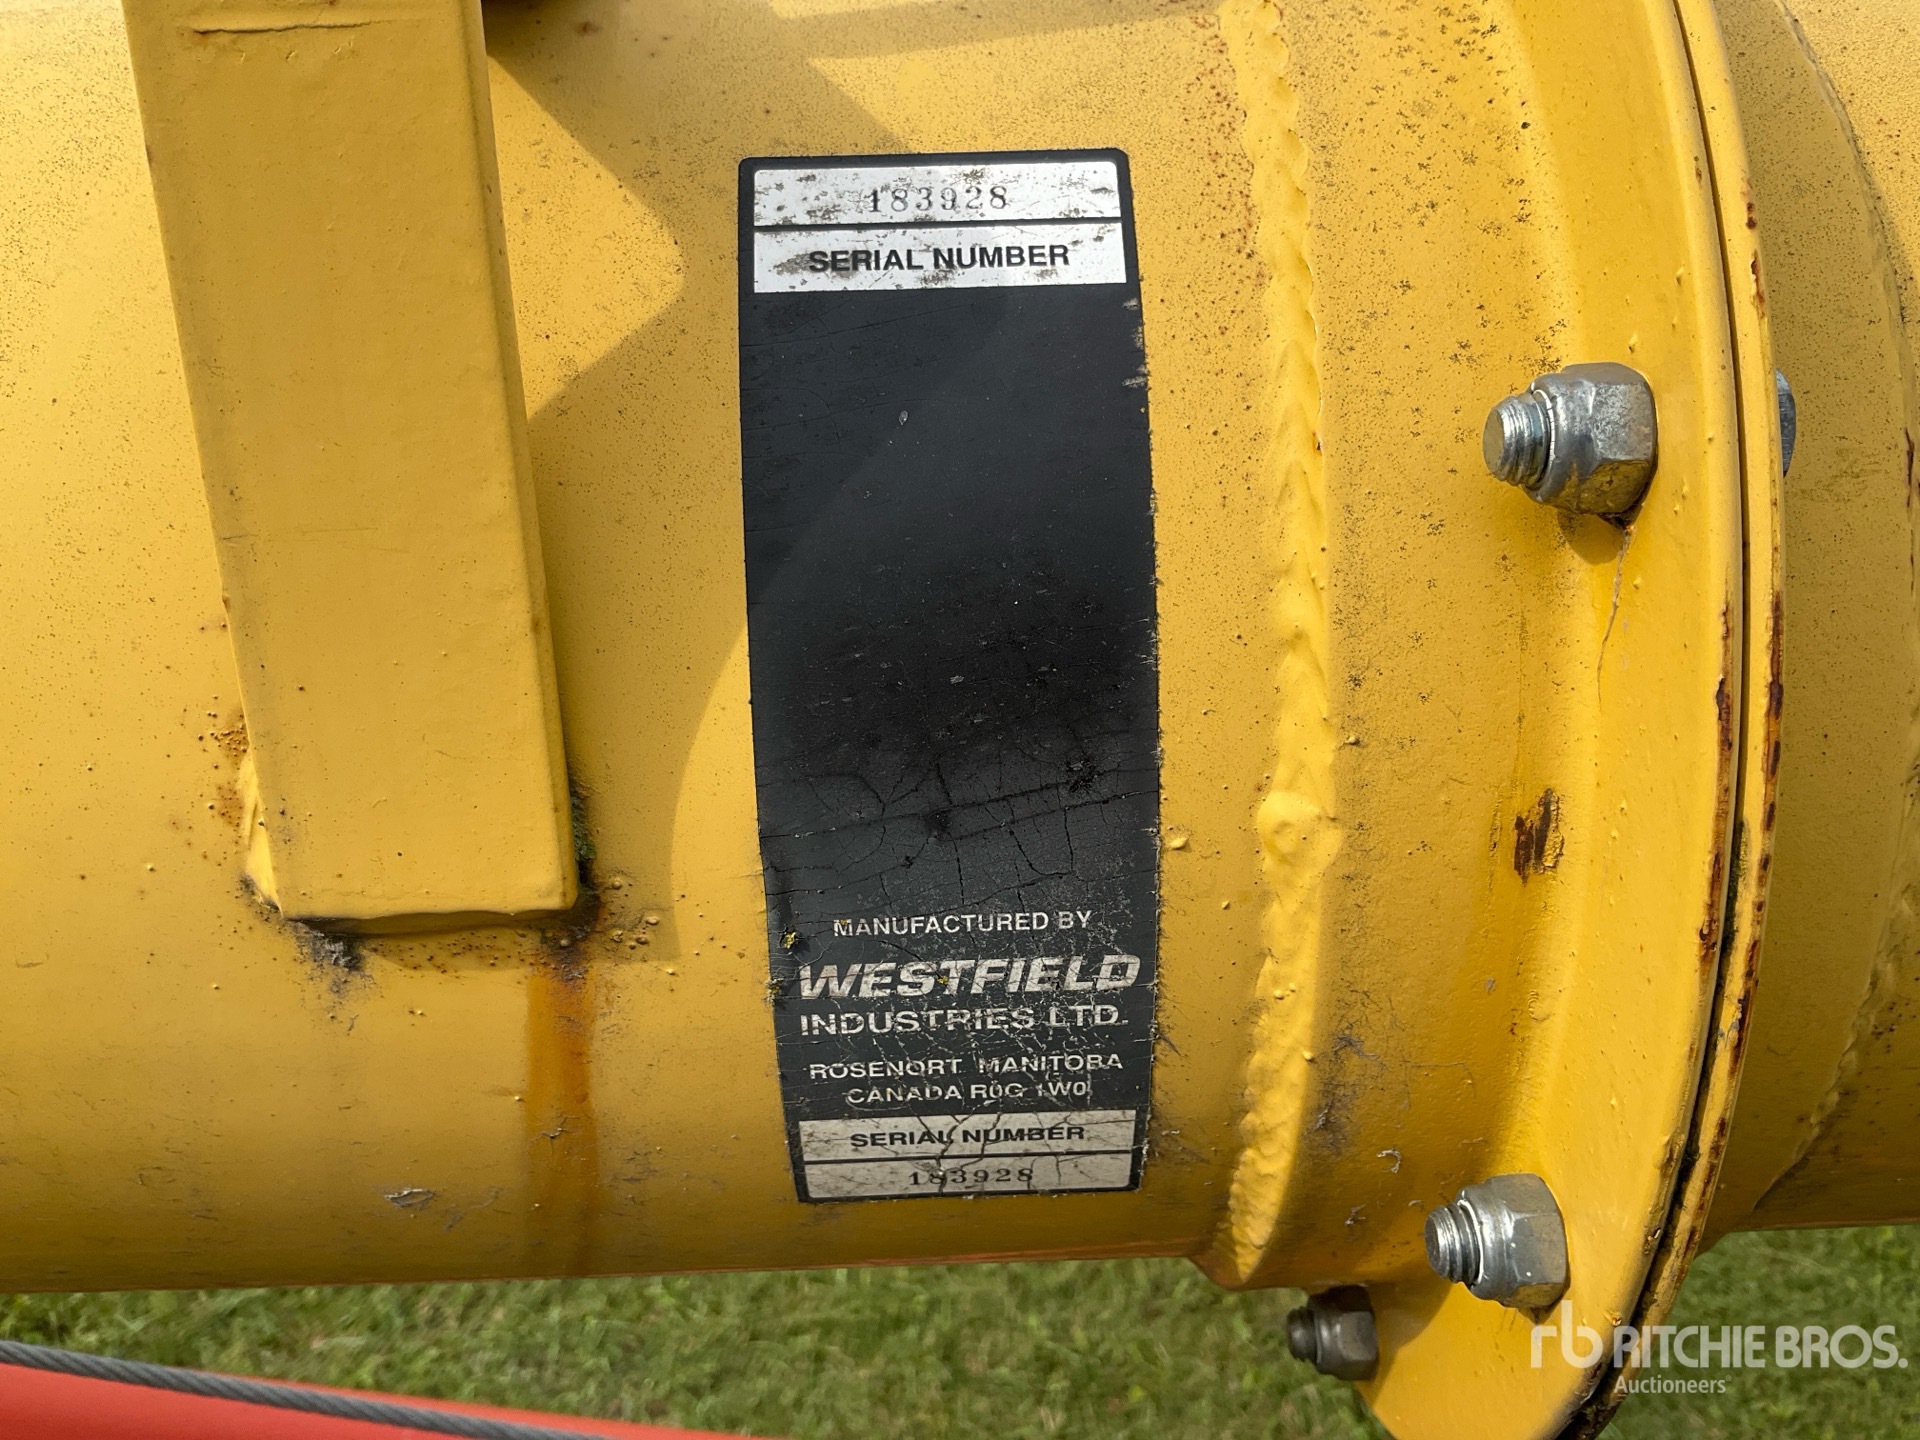 183928
SERIAL NUMBER
MANUFACTURED BY
WESTFIELD
INDUSTRIES LTD.
ROSENORT MANITOBA
CANADA R0G 1W0
SERIAL NUMBER
183928
rb RITCHIE BROS.
Auctioneers